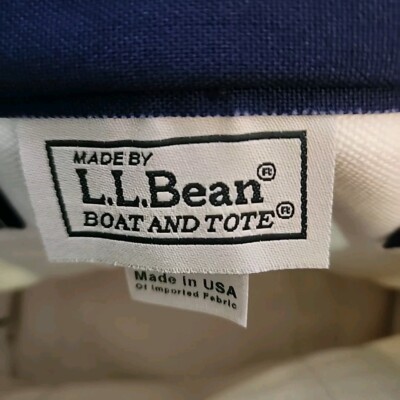 MADE BY
L.L.Bean®
BOAT AND TOTE®
Made in USA
Of Imported Fabric